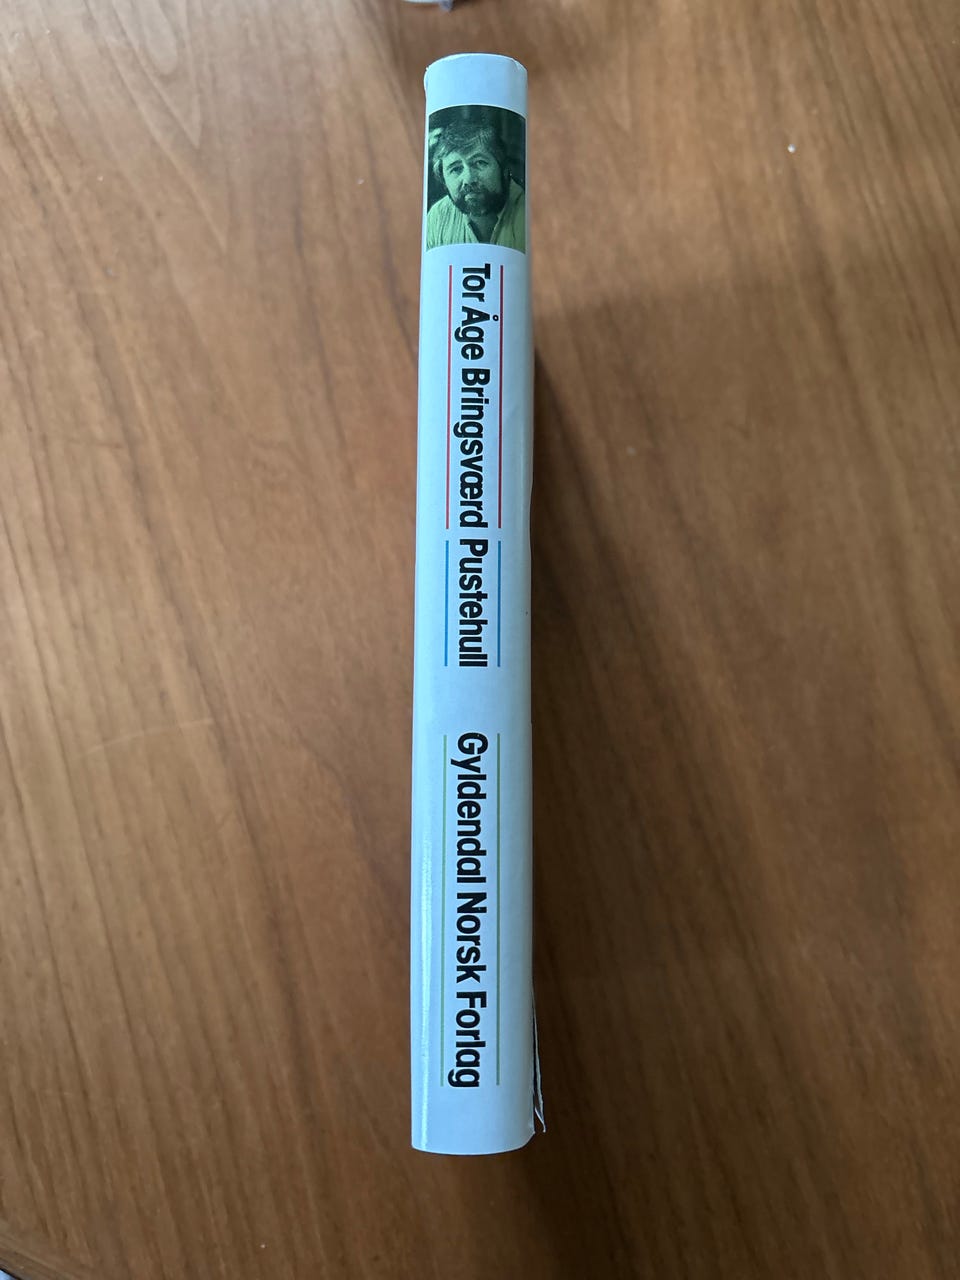 Tor Åge Bringsværd Pustehull
Gyldendal Norsk Forlag